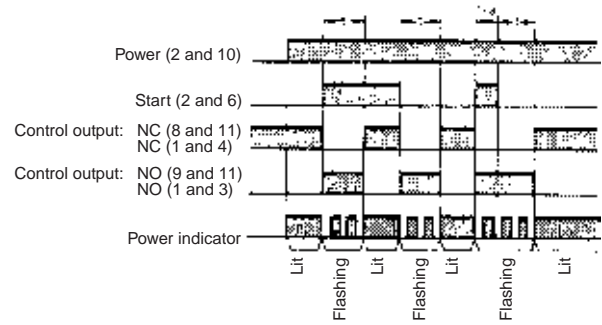 Power (2 and 10)
Start (2 and 6)
Control output: NC (8 and 11)
NC (1 and 4)
Control output: NO (9 and 11)
NO (1 and 3)
Power indicator
Lit
Flashing
Lit
Flashing
Lit
Flashing
Lit